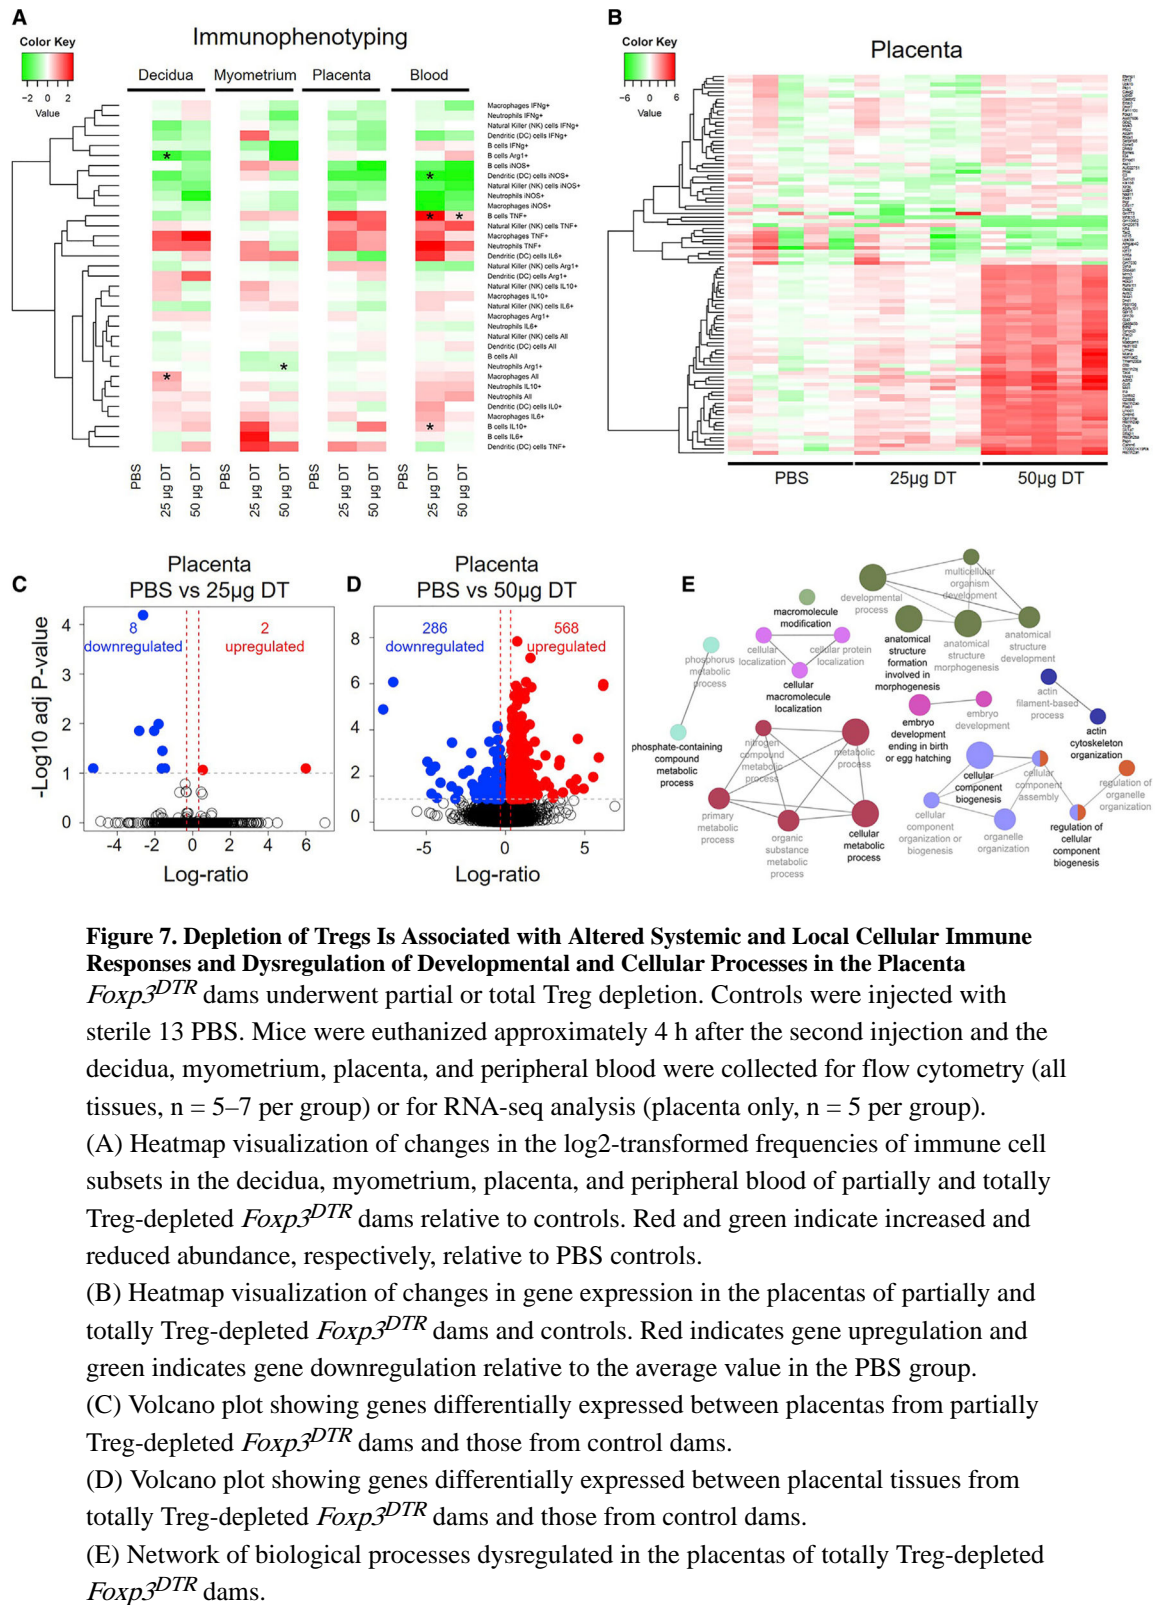 A
Immunophenotyping
Color Key
−2 0 2
Value
Decidua
Myometrium
Placenta
Blood
Macrophages IFNg+
Neutrophils IFNg+
Natural Killer (NK) cells IFNg+
Dendritic (DC) cells IFNg+
B cells IFNg+
B cells Arg1+
B cells iNOS+
Dendritic (DC) cells iNOS+
Natural Killer (NK) cells iNOS+
Neutrophils iNOS+
Macrophages iNOS+
B cells TNF+
Natural Killer (NK) cells TNF+
Macrophages TNF+
Neutrophils TNF+
Dendritic (DC) cells IL6+
Natural Killer (NK) cells Arg1+
Dendritic (DC) cells Arg1+
Natural Killer (NK) cells IL10+
Macrophages IL10+
Natural Killer (NK) cells IL6+
Macrophages Arg1+
Neutrophils IL6+
Natural Killer (NK) cells All
Dendritic (DC) cells All
B cells All
Neutrophils Arg1+
Macrophages All
Neutrophils IL10+
Neutrophils All
Dendritic (DC) cells IL0+
Macrophages IL6+
B cells IL10+
B cells IL6+
Dendritic (DC) cells TNF+
* * * * * * *
PBS
25 µg DT
50 µg DT
PBS
25 µg DT
50 µg DT
PBS
25 µg DT
50 µg DT
PBS
25 µg DT
50 µg DT
B
Placenta
Color Key
−6 0 6
Value
PBS
25µg DT
50µg DT
C
Placenta
PBS vs 25µg DT
8
downregulated
2
upregulated
-Log10 adj P-value
4
3
2
1
0
-4 -2 0 2 4 6
Log-ratio
D
Placenta
PBS vs 50µg DT
286
downregulated
568
upregulated
8
6
4
2
0
-5 0 5
Log-ratio
E
multicellular
organism
development
developmental
process
macromodule
modification
anatomical
structure
formation
involved in
morphogenesis
anatomical
structure
morphogenesis
anatomical
structure
development
cellular
localization
cellular protein
localization
cellular
macromolecule
localization
phosphorus
metabolic
process
phosphate-containing
compound
metabolic
process
actin
filament-based
process
actin
cytoskeleton
organization
embryo
development
ending in birth
or egg hatching
embryo
development
nitrogen
compound
metabolic
process
metabolic
process
primary
metabolic
process
organic
substance
metabolic
process
cellular
metabolic
process
cellular
component
biogenesis
cellular
component
assembly
regulation of
organelle
organization
cellular
component
organization or
biogenesis
organelle
organization
regulation of
cellular
component
biogenesis
Figure 7. Depletion of Tregs Is Associated with Altered Systemic and Local Cellular Immune
Responses and Dysregulation of Developmental and Cellular Processes in the Placenta
Foxp3DTR dams underwent partial or total Treg depletion. Controls were injected with
sterile 13 PBS. Mice were euthanized approximately 4 h after the second injection and the
decidua, myometrium, placenta, and peripheral blood were collected for flow cytometry (all
tissues, n = 5–7 per group) or for RNA-seq analysis (placenta only, n = 5 per group).
(A) Heatmap visualization of changes in the log2-transformed frequencies of immune cell
subsets in the decidua, myometrium, placenta, and peripheral blood of partially and totally
Treg-depleted Foxp3DTR dams relative to controls. Red and green indicate increased and
reduced abundance, respectively, relative to PBS controls.
(B) Heatmap visualization of changes in gene expression in the placentas of partially and
totally Treg-depleted Foxp3DTR dams and controls. Red indicates gene upregulation and
green indicates gene downregulation relative to the average value in the PBS group.
(C) Volcano plot showing genes differentially expressed between placentas from partially
Treg-depleted Foxp3DTR dams and those from control dams.
(D) Volcano plot showing genes differentially expressed between placental tissues from
totally Treg-depleted Foxp3DTR dams and those from control dams.
(E) Network of biological processes dysregulated in the placentas of totally Treg-depleted
Foxp3DTR dams.